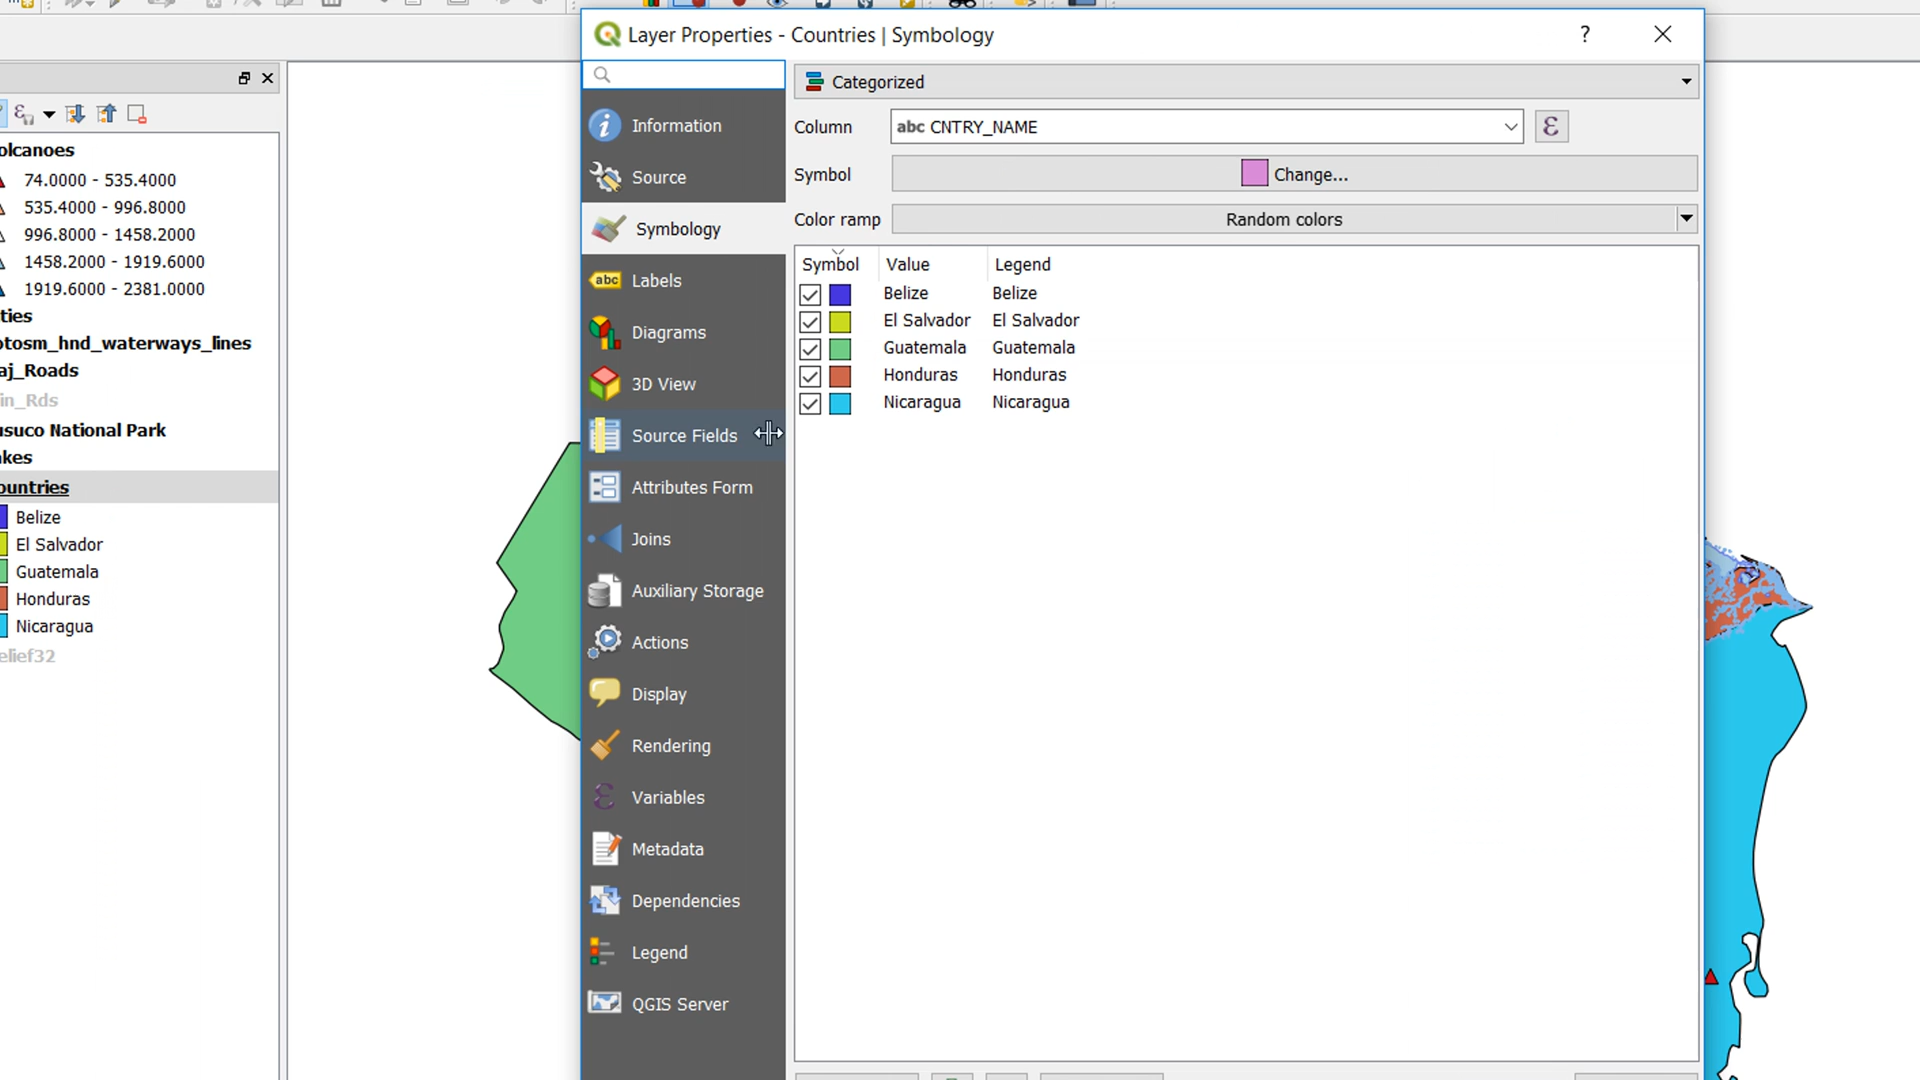 Layer Properties - Countries | Symbology
?
Categorized
Information
Column
abc CNTRY_NAME
ε
olcanoes
Source
Symbol
Change...
74.0000 - 535.4000
535.4000 - 996.8000
Color ramp
Random colors
996.8000 - 1458.2000
Symbology
1458.2000 - 1919.6000
Symbol Value Legend
1919.6000 - 2381.0000
abc Labels
Belize Belize
ties
El Salvador El Salvador
otosm_hnd_waterways_lines
Diagrams
Guatemala Guatemala
aj_Roads
3D View
Honduras Honduras
in_Rds
Nicaragua Nicaragua
usuco National Park
Source Fields
kes
ountries
Attributes Form
Belize
El Salvador
Joins
Guatemala
Honduras
Auxiliary Storage
Nicaragua
Actions
elief32
Display
Rendering
Variables
Metadata
Dependencies
Legend
QGIS Server